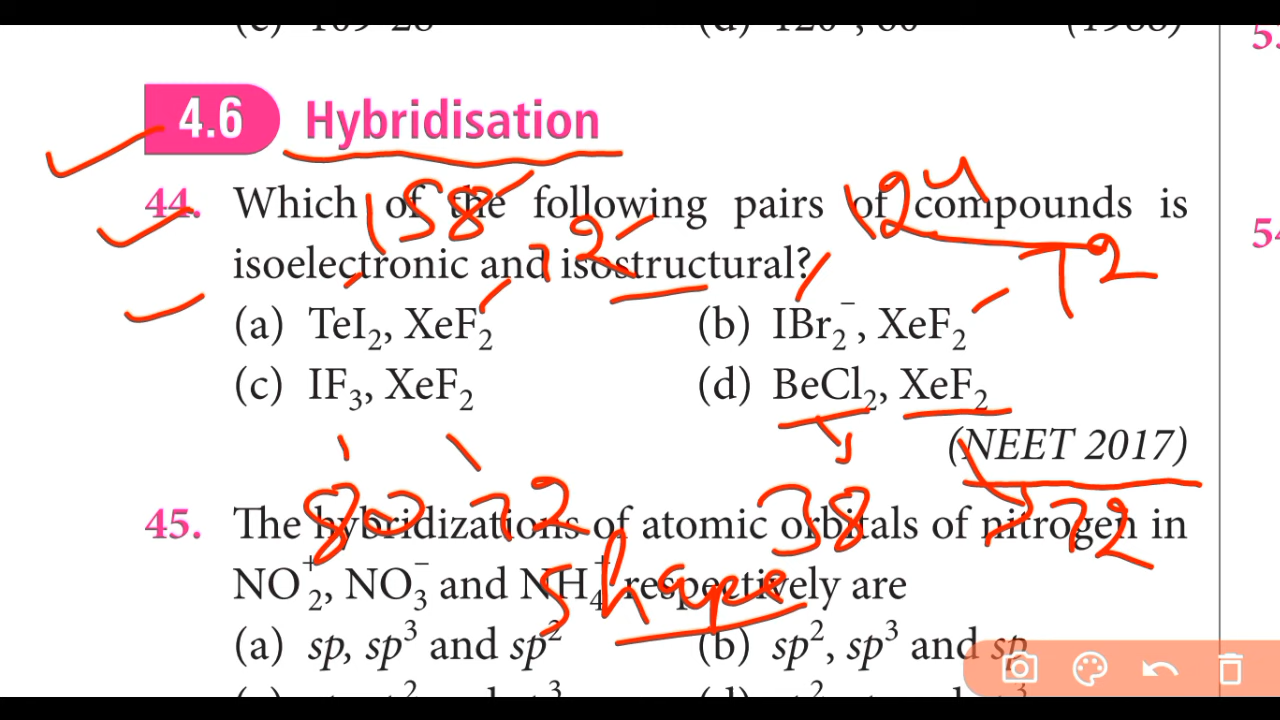 4.6 Hybridisation
44. Which of the following pairs of compounds is
isoelectronic and isostructural?
(a) TeI₂, XeF₂ (b) IBr₂⁻, XeF₂
(c) IF₃, XeF₂ (d) BeCl₂, XeF₂
(NEET 2017)
45. The hybridizations of atomic orbitals of nitrogen in
NO₂⁺, NO₃⁻ and NH₄⁺ respectively are
(a) sp, sp³ and sp² (b) sp², sp³ and sp
158 72 124 72
80 72 38 72
shape